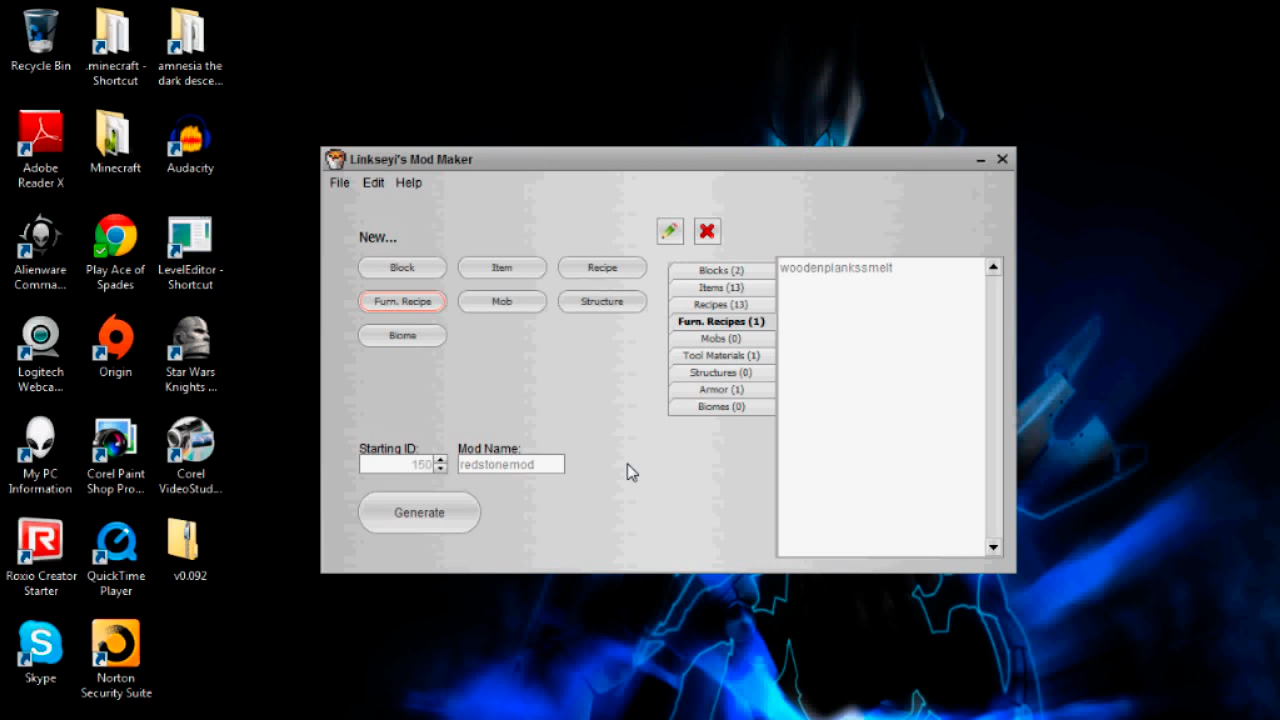 Recycle Bin
.minecraft -
Shortcut
amnesia the
dark desce...
Adobe
Reader X
Minecraft
Audacity
Alienware
Comma...
Play Ace of
Spades
LevelEditor -
Shortcut
Logitech
Webca...
Origin
Star Wars
Knights ...
My PC
Information
Corel Paint
Shop Pro...
Corel
VideoStud...
Roxio Creator
Starter
QuickTime
Player
v0.092
Skype
Norton
Security Suite
Linkseyi's Mod Maker
File Edit Help
New...
Block Item Recipe
Furn. Recipe Mob Structure
Biome
Starting ID: Mod Name:
150 redstonemod
Generate
Blocks (2)
Items (13)
Recipes (13)
Furn. Recipes (1)
Mobs (0)
Tool Materials (1)
Structures (0)
Armor (1)
Biomes (0)
woodenplankssmelt